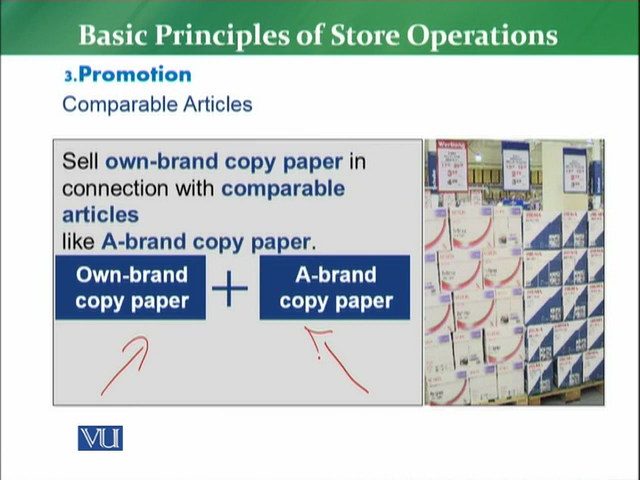 Basic Principles of Store Operations
3.Promotion
Comparable Articles
Sell own-brand copy paper in
connection with comparable
articles
like A-brand copy paper.
Own-brand
copy paper
+
A-brand
copy paper
VU